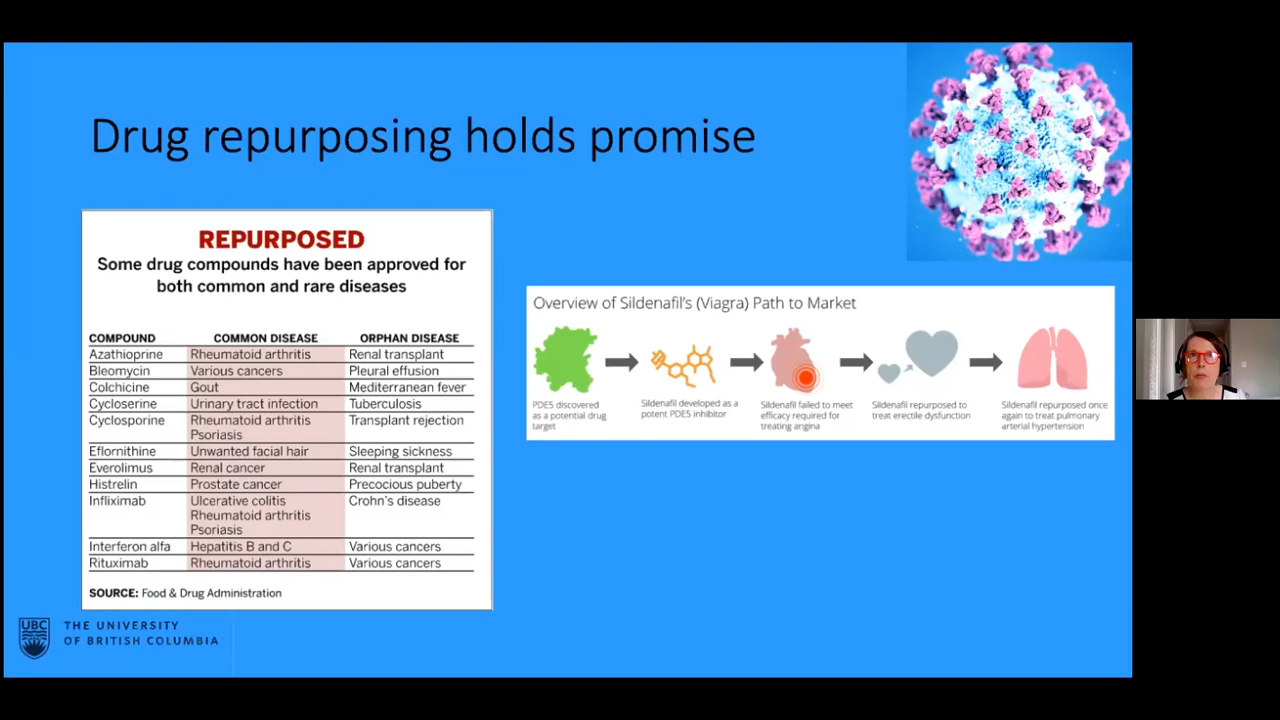 Drug repurposing holds promise
REPURPOSED
Some drug compounds have been approved for
both common and rare diseases
COMPOUND COMMON DISEASE ORPHAN DISEASE
Azathioprine Rheumatoid arthritis Renal transplant
Bleomycin Various cancers Pleural effusion
Colchicine Gout Mediterranean fever
Cycloserine Urinary tract infection Tuberculosis
Cyclosporine Rheumatoid arthritis Transplant rejection
Psoriasis
Eflornithine Unwanted facial hair Sleeping sickness
Everolimus Renal cancer Renal transplant
Histrelin Prostate cancer Precocious puberty
Infliximab Ulcerative colitis Crohn's disease
Rheumatoid arthritis
Psoriasis
Interferon alfa Hepatitis B and C Various cancers
Rituximab Rheumatoid arthritis Various cancers
SOURCE: Food & Drug Administration
Overview of Sildenafil's (Viagra) Path to Market
PDE5 discovered
as a potential drug
target
Sildenafil developed as a
potent PDE5 inhibitor
Sildenafil failed to meet
efficacy required for
treating angina
Sildenafil repurposed to
treat erectile dysfunction
Sildenafil repurposed once
again to treat pulmonary
arterial hypertension
UBC
THE UNIVERSITY
OF BRITISH COLUMBIA